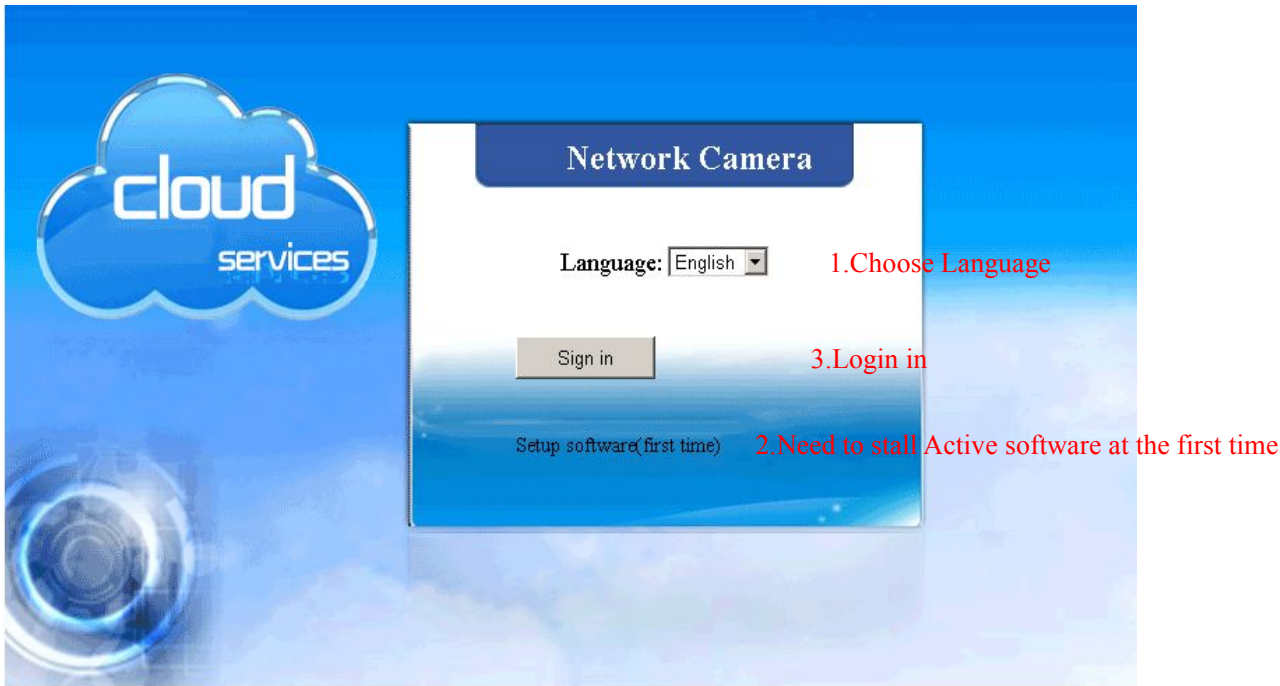 cloud
services
Network Camera
Language: English 1.Choose Language
Sign in 3.Login in
Setup software(first time) 2.Need to stall Active software at the first time